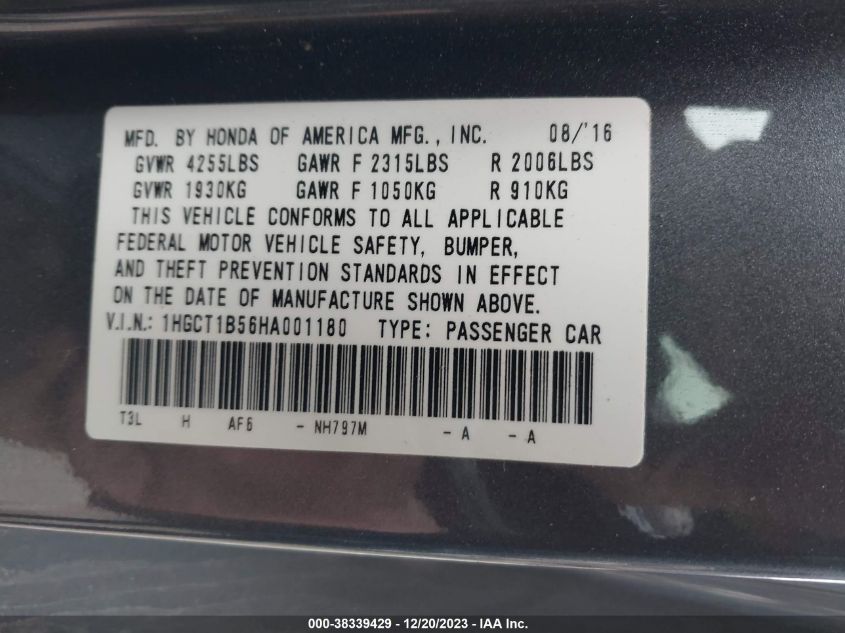 MFD. BY HONDA OF AMERICA MFG., INC. 08/'16
GVWR 4255LBS GAWR F 2315LBS R 2006LBS
GVWR 1930KG GAWR F 1050KG R 910KG
THIS VEHICLE CONFORMS TO ALL APPLICABLE
FEDERAL MOTOR VEHICLE SAFETY, BUMPER,
AND THEFT PREVENTION STANDARDS IN EFFECT
ON THE DATE OF MANUFACTURE SHOWN ABOVE.
V.I.N.: 1HGCT1B56HA001180 TYPE: PASSENGER CAR
T3L H AF6 - NH797M - A - A
000-38339429 - 12/20/2023 - IAA Inc.